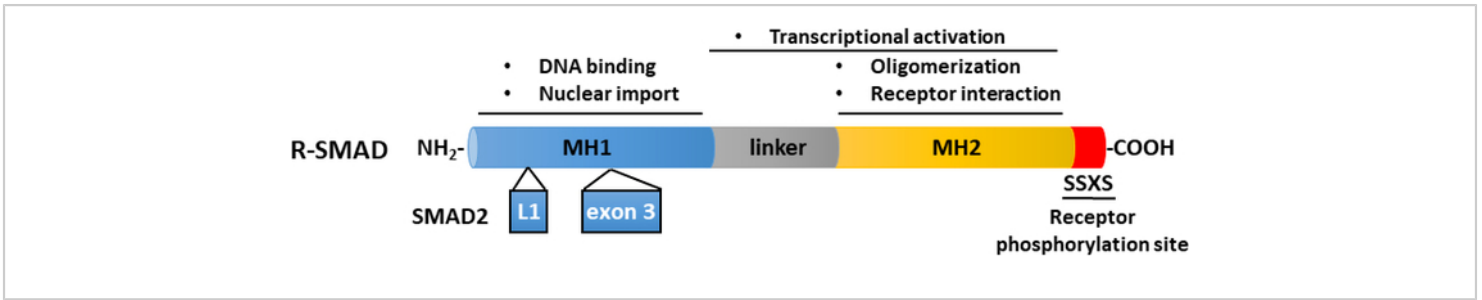 • Transcriptional activation
• DNA binding
• Nuclear import
• Oligomerization
• Receptor interaction
R-SMAD NH₂- MH1 linker MH2 -COOH
SSXS
SMAD2 L1 exon 3
Receptor
phosphorylation site